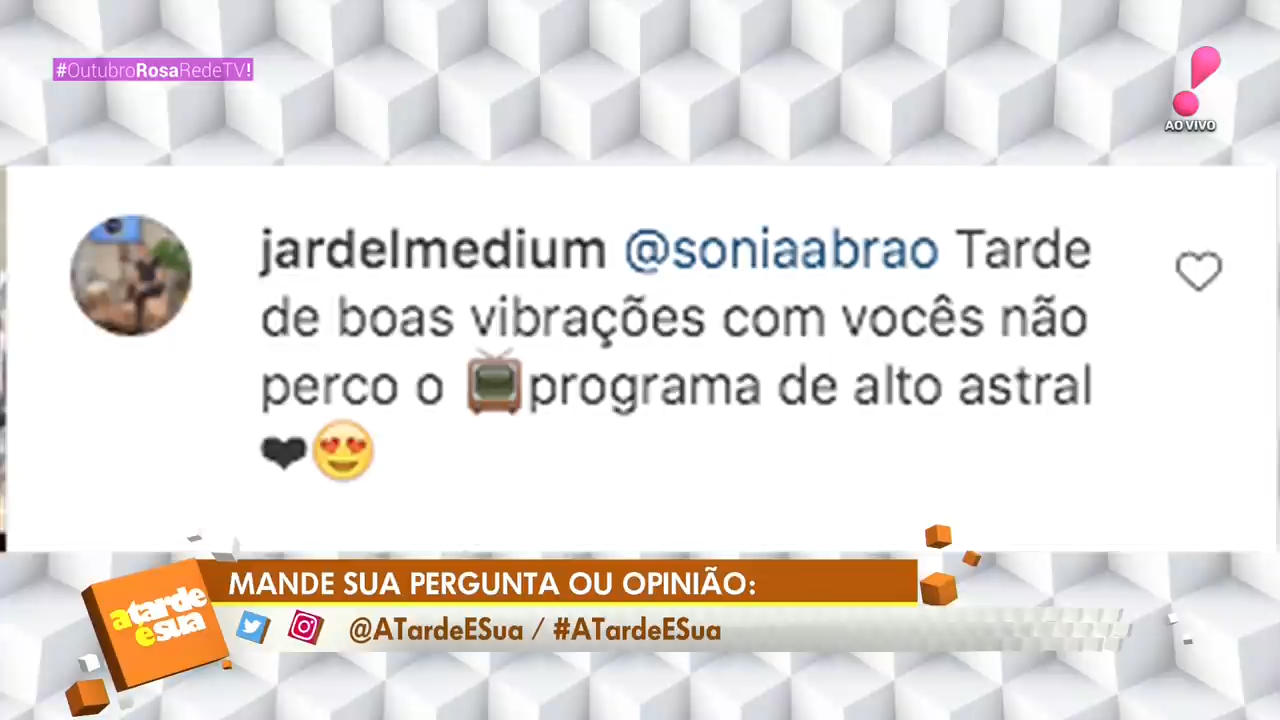 #OutubroRosaRedeTV!
AO VIVO
jardelmedium @soniaabrao Tarde
de boas vibrações com vocês não
perco o 📺programa de alto astral
❤😍
MANDE SUA PERGUNTA OU OPINIÃO:
a tarde
é sua
@ATardeESua / #ATardeESua